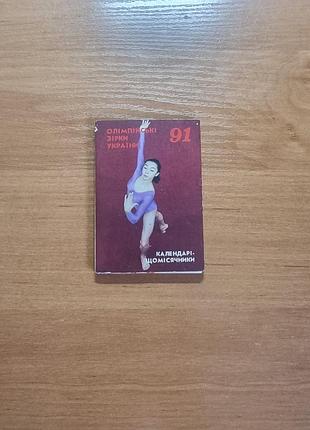 ОЛІМПІЙСЬКІ
ЗІРКИ
УКРАЇНИ
91
КАЛЕНДАРІ-
ЩОМІСЯЧНИКИ